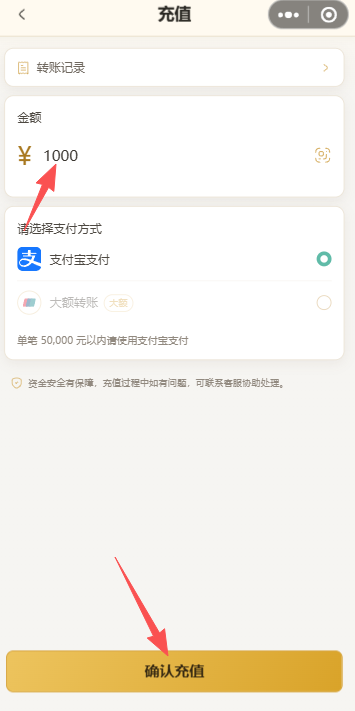 充值
转账记录
金额
¥ 1000
请选择支付方式
支 支付宝支付
大额转账 大额
单笔 50,000 元以内请使用支付宝支付
资金安全有保障，充值过程中如有问题，可联系客服协助处理。
确认充值